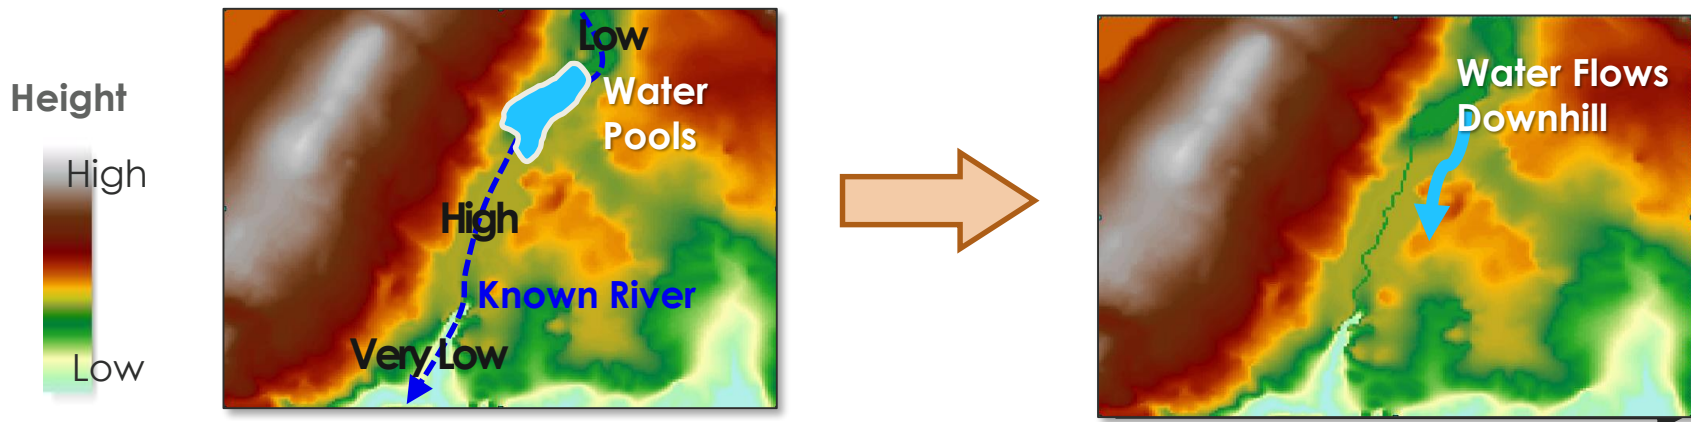 Height
High
Low
Low
Water
Pools
High
Known River
Very Low
Water Flows
Downhill